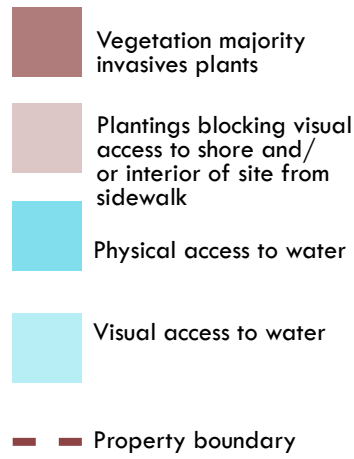 Vegetation majority
invasives plants
Plantings blocking visual
access to shore and/
or interior of site from
sidewalk
Physical access to water
Visual access to water
Property boundary